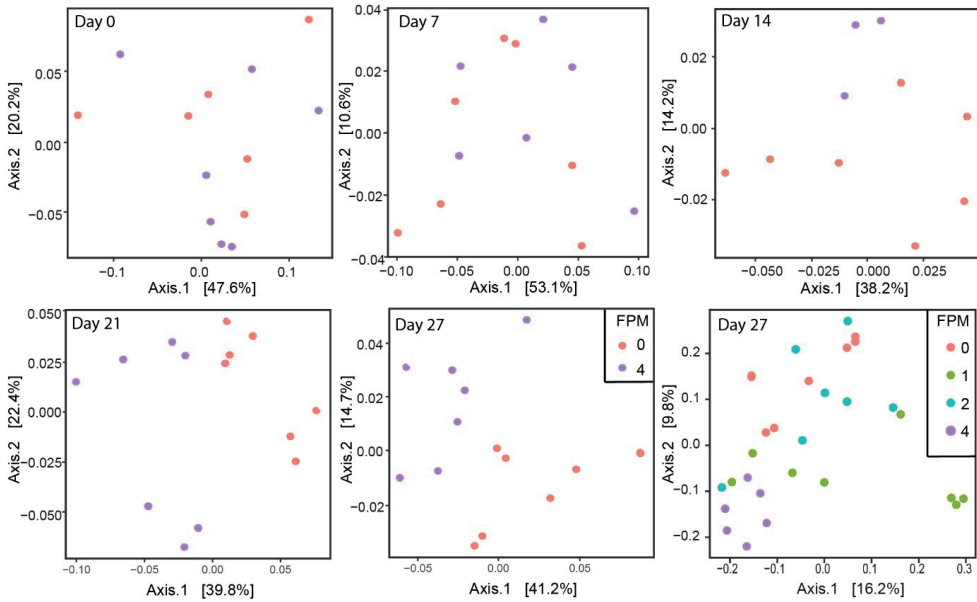 Day 0
0.05
0.00
−0.05
Axis.2 [20.2%]
−0.1
0.0
0.1
Axis.1 [47.6%]
Day 7
0.04
0.02
0.00
−0.02
−0.04
Axis.2 [10.6%]
−0.10
−0.05
0.00
0.05
0.10
Axis.1 [53.1%]
Day 14
0.02
0.00
−0.02
Axis.2 [14.2%]
−0.050
−0.025
0.000
0.025
Axis.1 [38.2%]
Day 21
0.050
0.025
0.000
−0.025
−0.050
Axis.2 [22.4%]
−0.10
−0.05
0.00
0.05
Axis.1 [39.8%]
Day 27
FPM
0
4
0.04
0.02
0.00
−0.02
Axis.2 [14.7%]
−0.05
0.00
0.05
Axis.1 [41.2%]
Day 27
FPM
0
1
2
4
0.2
0.1
0.0
−0.1
−0.2
Axis.2 [9.8%]
−0.2
−0.1
0.0
0.1
0.2
0.3
Axis.1 [16.2%]